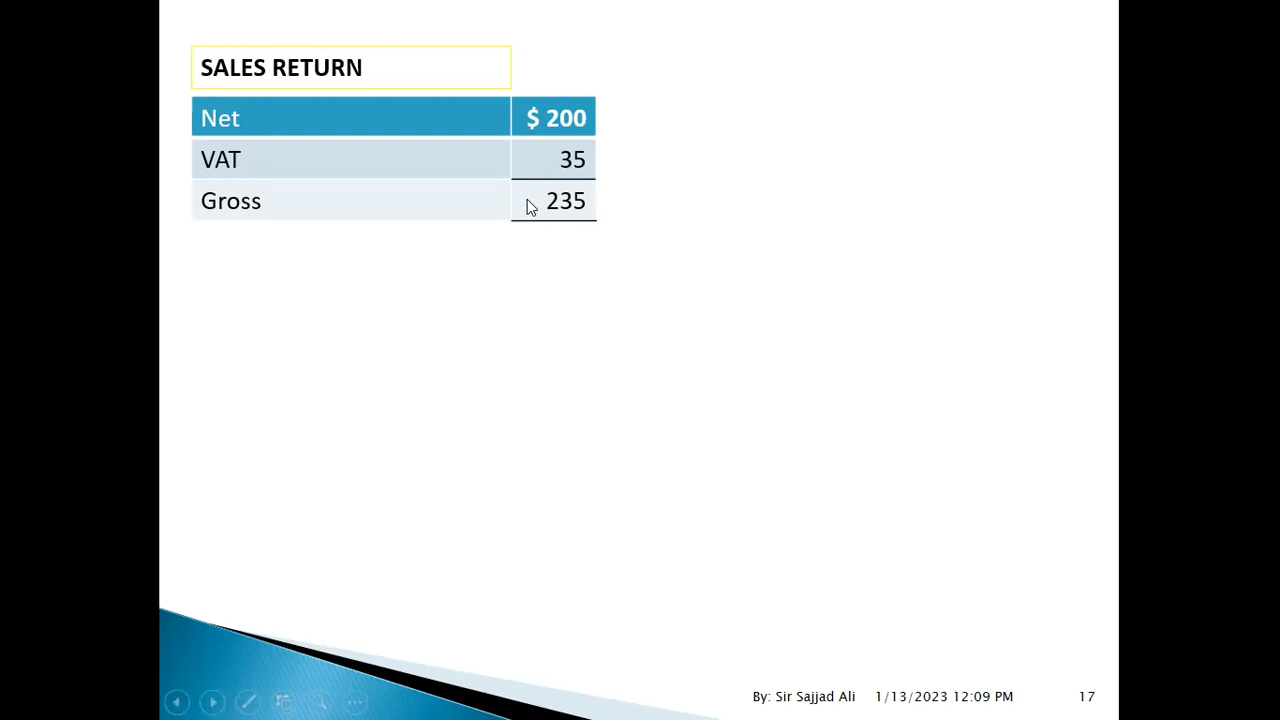 SALES RETURN
Net $ 200
VAT 35
Gross 235
By: Sir Sajjad Ali 1/13/2023 12:09 PM 17